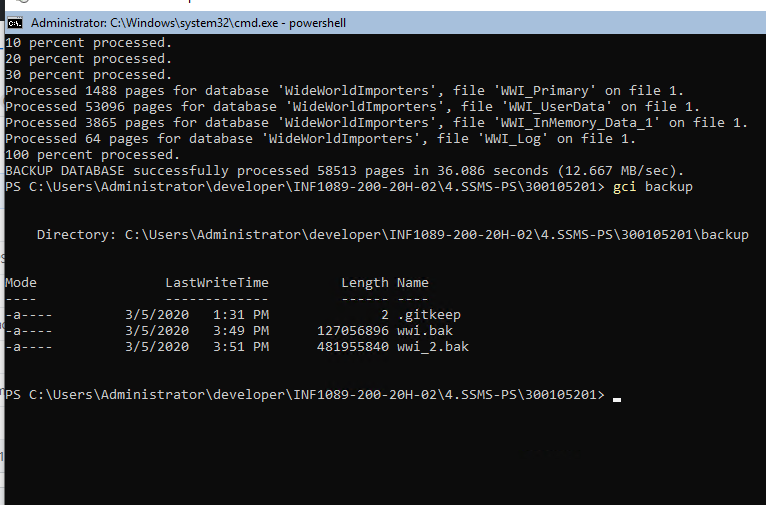 Administrator: C:\Windows\system32\cmd.exe - powershell
10 percent processed.
20 percent processed.
30 percent processed.
Processed 1488 pages for database 'WideWorldImporters', file 'WWI_Primary' on file 1.
Processed 53096 pages for database 'WideWorldImporters', file 'WWI_UserData' on file 1.
Processed 3865 pages for database 'WideWorldImporters', file 'WWI_InMemory_Data_1' on file 1.
Processed 64 pages for database 'WideWorldImporters', file 'WWI_Log' on file 1.
100 percent processed.
BACKUP DATABASE successfully processed 58513 pages in 36.086 seconds (12.667 MB/sec).
PS C:\Users\Administrator\developer\INF1089-200-20H-02\4.SSMS-PS\300105201> gci backup
Directory: C:\Users\Administrator\developer\INF1089-200-20H-02\4.SSMS-PS\300105201\backup
Mode LastWriteTime Length Name
---- ------------- ------ ----
-a---- 3/5/2020 1:31 PM 2 .gitkeep
-a---- 3/5/2020 3:49 PM 127056896 wwi.bak
-a---- 3/5/2020 3:51 PM 481955840 wwi_2.bak
PS C:\Users\Administrator\developer\INF1089-200-20H-02\4.SSMS-PS\300105201>